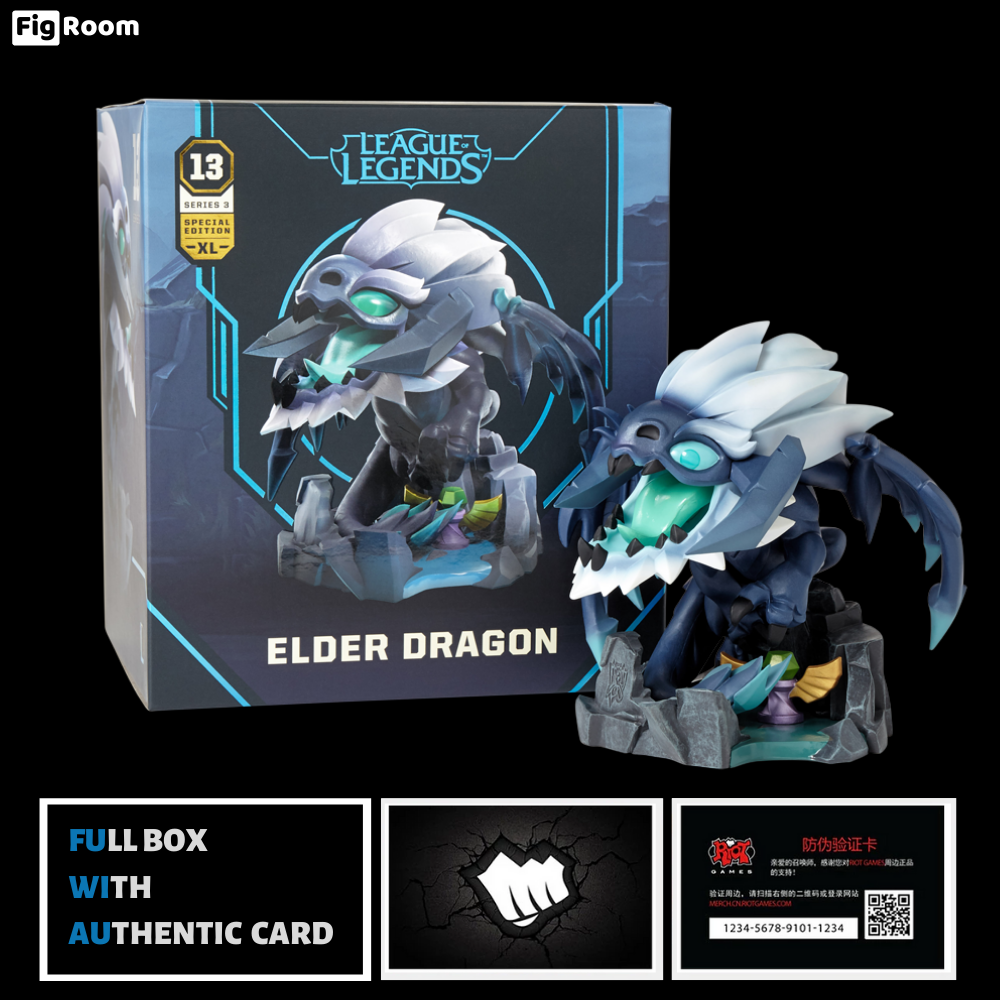 Fig Room
LEAGUE OF
LEGENDS™
13
SERIES 3
SPECIAL
EDITION
XL
ELDER DRAGON
FULL BOX
WITH
AUTHENTIC CARD
RIOT
GAMES
防伪验证卡
亲爱的召唤师，感谢您对RIOT GAMES周边正品
的支持！
验证周边，请扫描右侧的二维码或登录网站
MERCH.CN.RIOTGAMES.COM
1234-5678-9101-1234